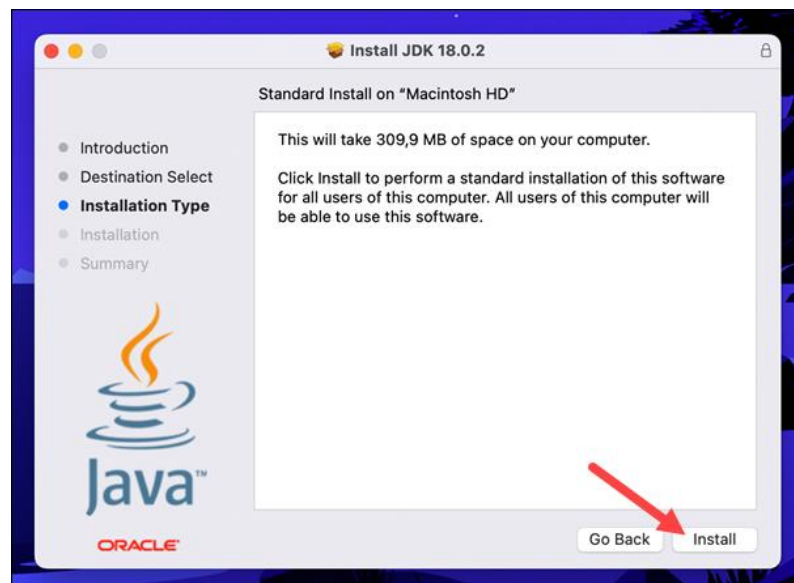 Install JDK 18.0.2
Standard Install on "Macintosh HD"
Introduction
Destination Select
Installation Type
Installation
Summary
This will take 309,9 MB of space on your computer.
Click Install to perform a standard installation of this software
for all users of this computer. All users of this computer will
be able to use this software.
Java™
ORACLE®
Go Back
Install